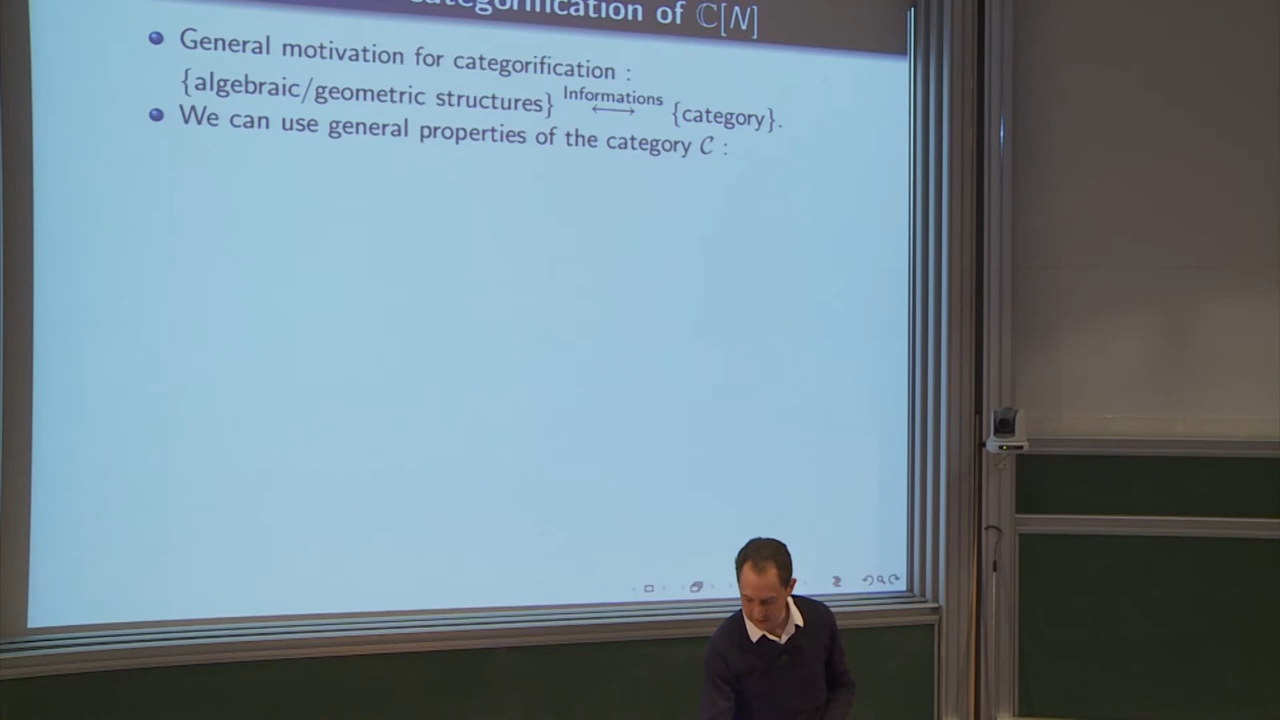 categorification of ℂ[N]
General motivation for categorification :
{algebraic/geometric structures} Informations ⟷ {category}.
We can use general properties of the category 𝒞 :